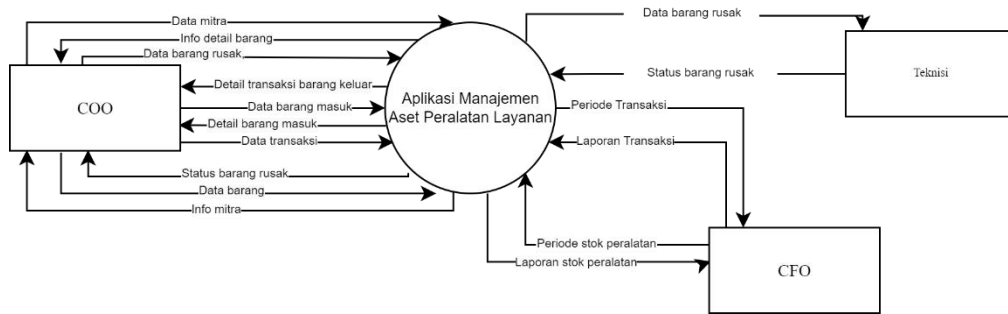 Data mitra
Info detail barang
Data barang rusak,
Detail transaksi barang keluar
COO
Data barang masuk
Detail barang masuk
Data transaksi
Status barang rusak
Data barang
Info mitra
Aplikasi Manajemen
Aset Peralatan Layanan
Data barang rusak
Status barang rusak
Teknisi
Periode Transaksi
Laporan Transaksi
Periode stok peralatan
Laporan stok peralatan
CFO